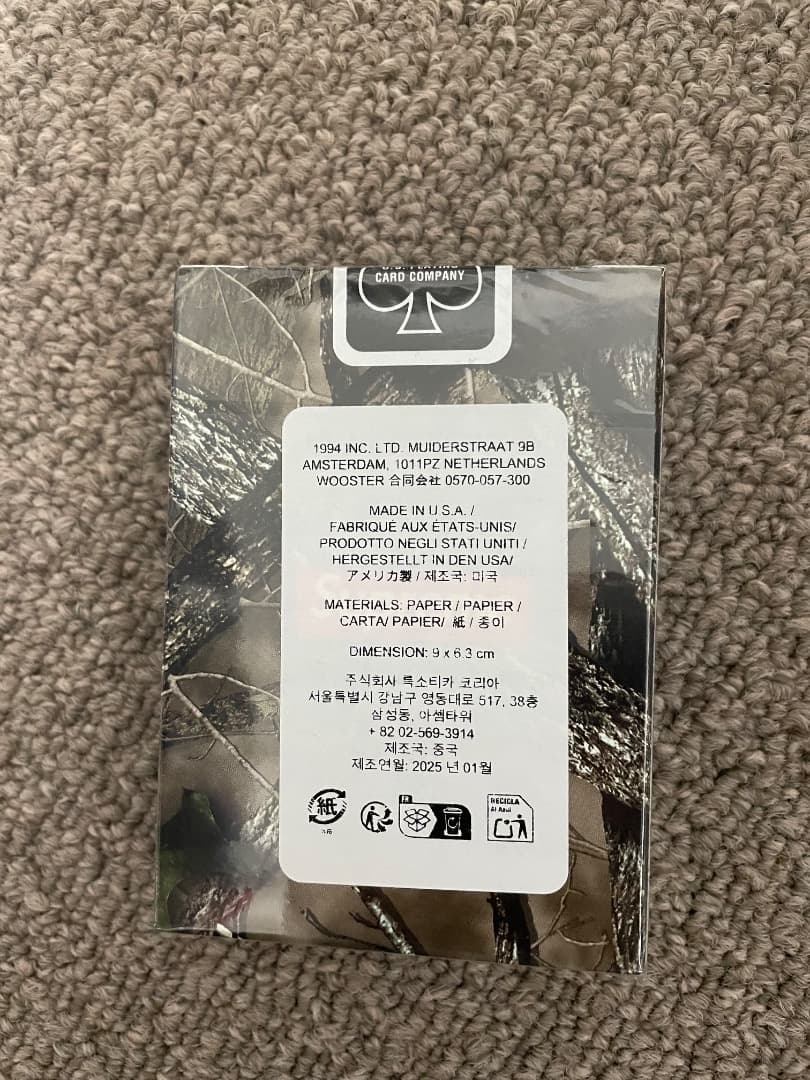 U.S. PLAYING
CARD COMPANY
1994 INC. LTD. MUIDERSTRAAT 9B
AMSTERDAM, 1011PZ NETHERLANDS
WOOSTER 合同会社 0570-057-300
MADE IN U.S.A. /
FABRIQUÉ AUX ÉTATS-UNIS/
PRODOTTO NEGLI STATI UNITI /
HERGESTELLT IN DEN USA/
アメリカ製 / 제조국: 미국
MATERIALS: PAPER / PAPIER /
CARTA/ PAPIER/ 紙 / 종이
DIMENSION: 9 x 6.3 cm
주식회사 룩소티카 코리아
서울특별시 강남구 영동대로 517, 38층
삼성동, 아셈타워
+ 82 02-569-3914
제조국: 중국
제조연월: 2025 년 01월
紙
FR
RECICLA
Al Azul